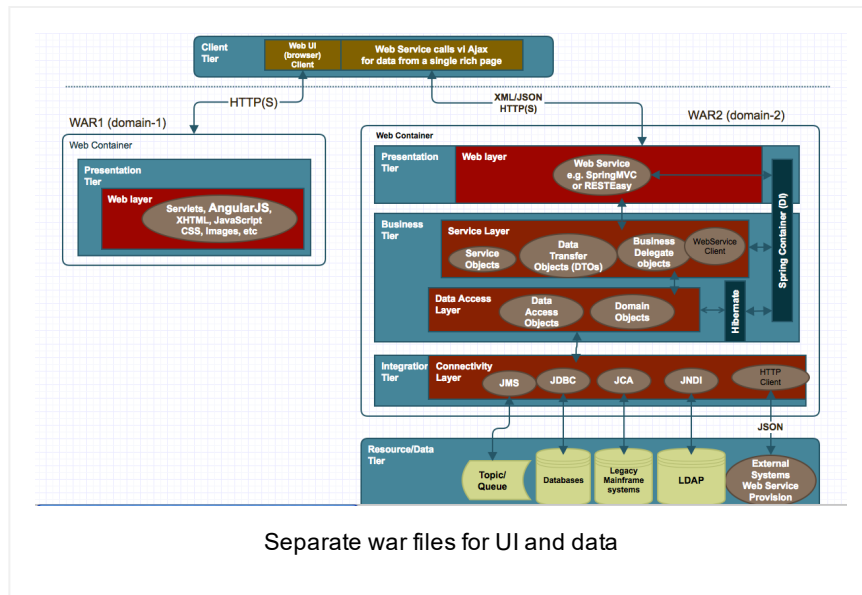 Client
Tier
Web UI
(browser)
Client
Web Service calls vi Ajax
for data from a single rich page
HTTP(S)
XML/JSON
HTTP(S)
WAR1 (domain-1)
WAR2 (domain-2)
Web Container
Presentation
Tier
Web layer
Servlets, AngularJS,
XHTML, JavaScript
CSS, Images, etc
Web Container
Presentation
Tier
Web layer
Web Service
e.g. SpringMVC
or RESTEasy
Spring Container (DI)
Business
Tier
Service Layer
Service
Objects
Data
Transfer
Objects (DTOs)
Business
Delegate
objects
WebService
Client
Data Access
Layer
Data
Access
Objects
Domain
Objects
Hibernate
Integration
Tier
Connectivity
Layer
JMS
JDBC
JCA
JNDI
HTTP
Client
JSON
Resource/Data
Tier
Topic/
Queue
Databases
Legacy
Mainframe
systems
LDAP
External
Systems
Web Service
Provision
Separate war files for UI and data